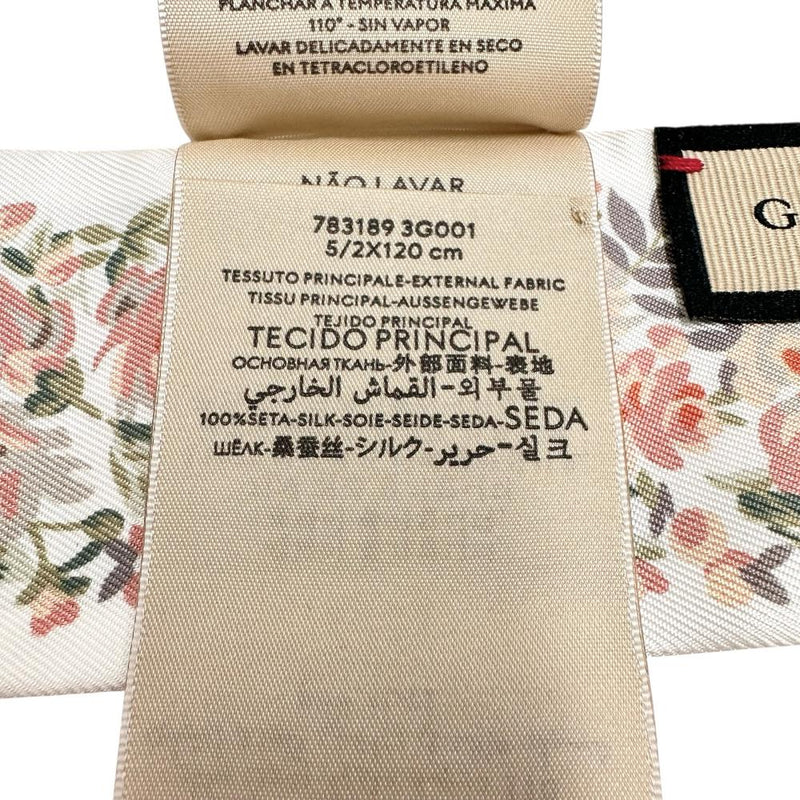 PLANCHAR A TEMPERATURA MÁXIMA
110° - SIN VAPOR
LAVAR DELICADAMENTE EN SECO
EN TETRACLOROETILENO
NÃO LAVAR
783189 3G001
5/2X120 cm
TESSUTO PRINCIPALE-EXTERNAL FABRIC
TISSU PRINCIPAL-AUSSENGEWEBE
TEJIDO PRINCIPAL
TECIDO PRINCIPAL
ОСНОВНАЯ ТКАНЬ-外部面料-表地
외부물-القماش الخارجي
100%SETA-SILK-SOIE-SEIDE-SEDA-SEDA
ШЁЛК-桑蚕丝-シルク-حرير-실크
G